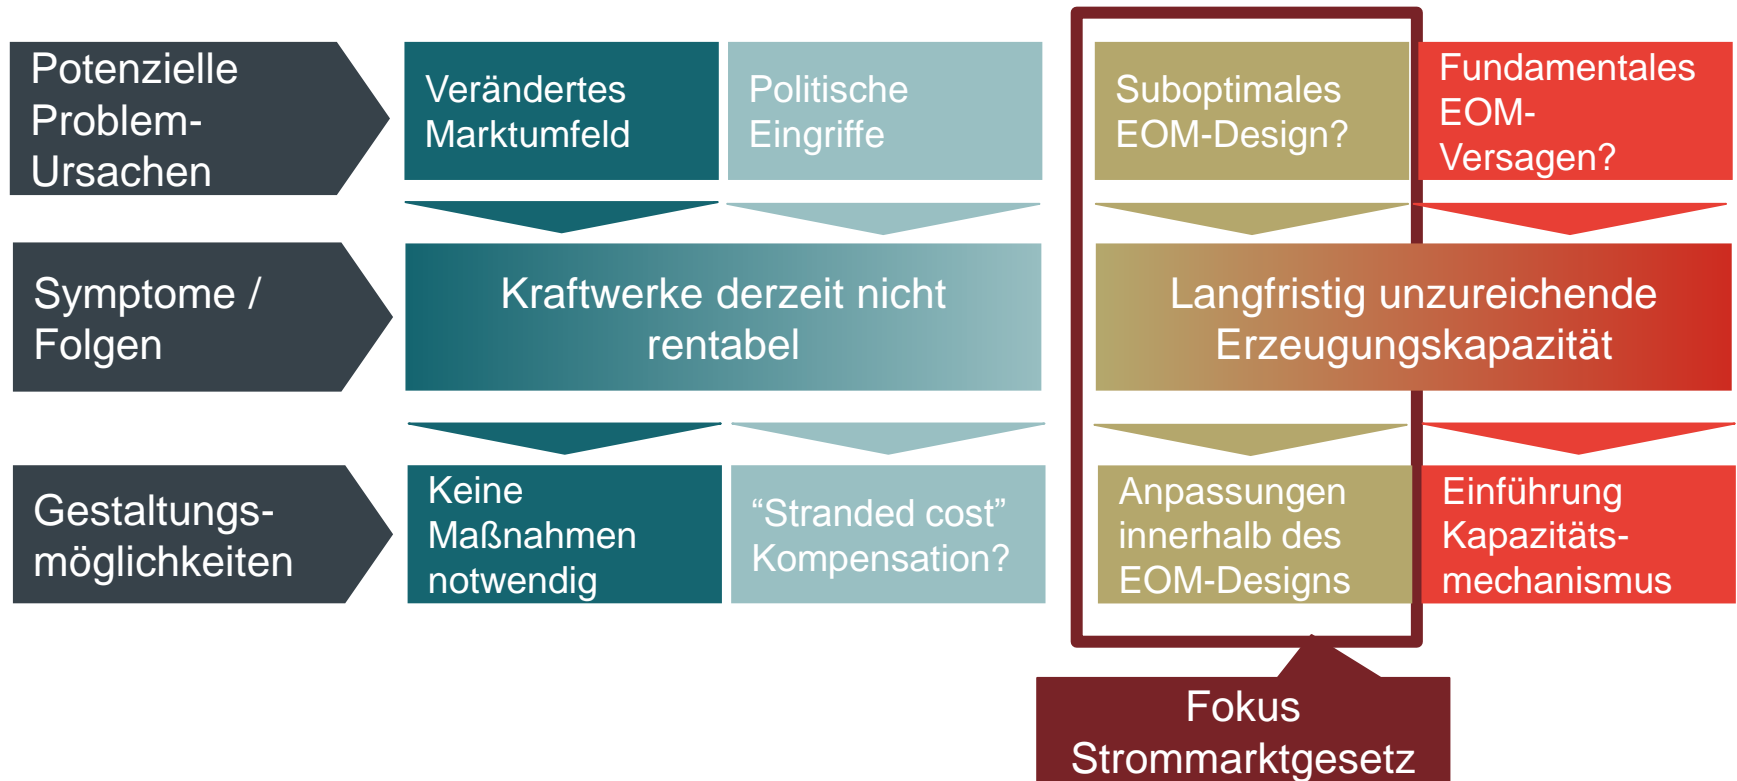 Potenzielle
Problem-
Ursachen
Verändertes
Marktumfeld
Politische
Eingriffe
Suboptimales
EOM-Design?
Fundamentales
EOM-
Versagen?
Symptome /
Folgen
Kraftwerke derzeit nicht
rentabel
Langfristig unzureichende
Erzeugungskapazität
Gestaltungs-
möglichkeiten
Keine
Maßnahmen
notwendig
“Stranded cost”
Kompensation?
Anpassungen
innerhalb des
EOM-Designs
Einführung
Kapazitäts-
mechanismus
Fokus
Strommarktgesetz